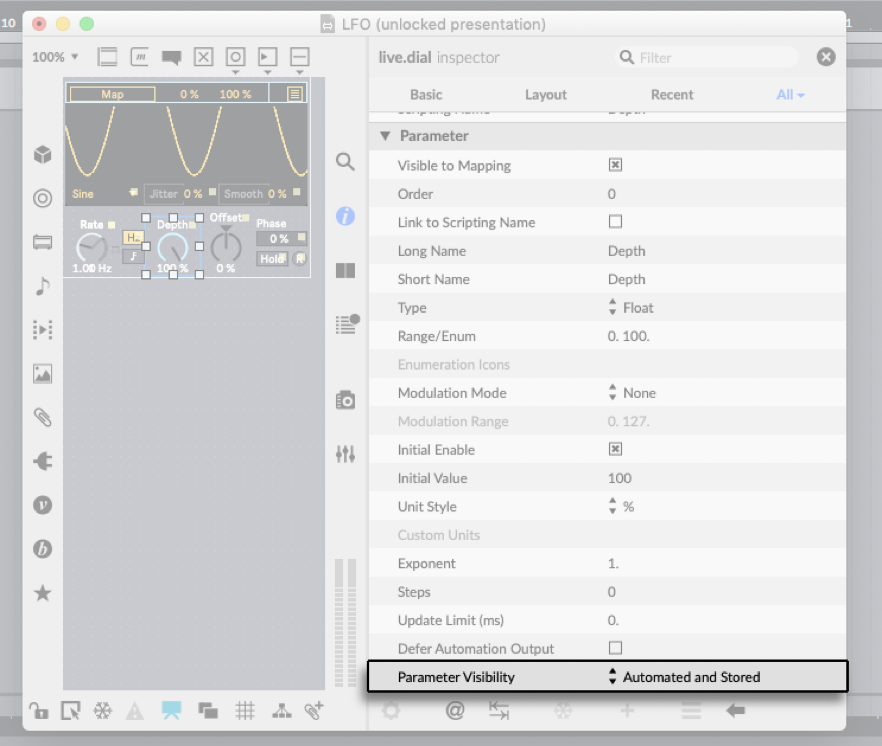 10
LFO (unlocked presentation)
1
100%
m
live.dial inspector
Filter
Basic
Layout
Recent
All
Map
0 %
100 %
Sine
Jitter 0 %
Smooth 0 %
Rate
Depth
Offset
Phase
0 %
1.00 Hz
100 %
0 %
Hold
R
Parameter
Visible to Mapping
Order
0
Link to Scripting Name
Long Name
Depth
Short Name
Depth
Type
Float
Range/Enum
0. 100.
Enumeration Icons
Modulation Mode
None
Modulation Range
0. 127.
Initial Enable
Initial Value
100
Unit Style
%
Custom Units
Exponent
1.
Steps
0
Update Limit (ms)
0.
Defer Automation Output
Parameter Visibility
Automated and Stored
i
v
b
@